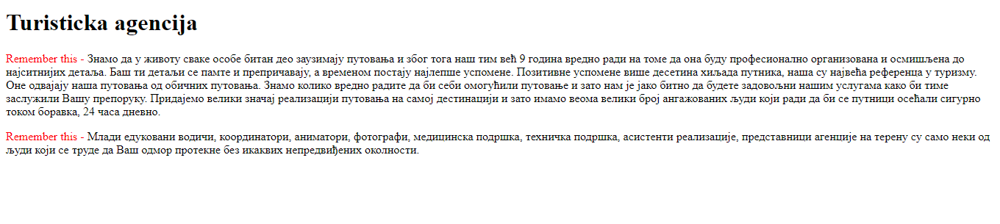 Turisticka agencija
Remember this - Знамо да у животу сваке особе битан део заузимају путовања и због тога наш тим већ 9 година вредно ради на томе да она буду професионално организована и осмишљена до
најситнијих детаља. Баш ти детаљи се памте и препричавају, а временом постају најлепше успомене. Позитивне успомене више десетина хиљада путника, наша су највећа референца у туризму.
Оне одвајају наша путовања од обичних путовања. Знамо колико вредно радите да би себи омогућили путовање и зато нам је јако битно да будете задовољни нашим услугама како би тиме
заслужили Вашу препоруку. Придајемо велики значај реализацији путовања на самој дестинацији и зато имамо веома велики број ангажованих људи који ради да би се путници осећали сигурно
током боравка, 24 часа дневно.
Remember this - Млади едуковани водичи, координатори, аниматори, фотографи, медицинска подршка, техничка подршка, асистенти реализације, представници агенције на терену су само неки од
људи који се труде да Ваш одмор протекне без икаквих непредвиђених околности.